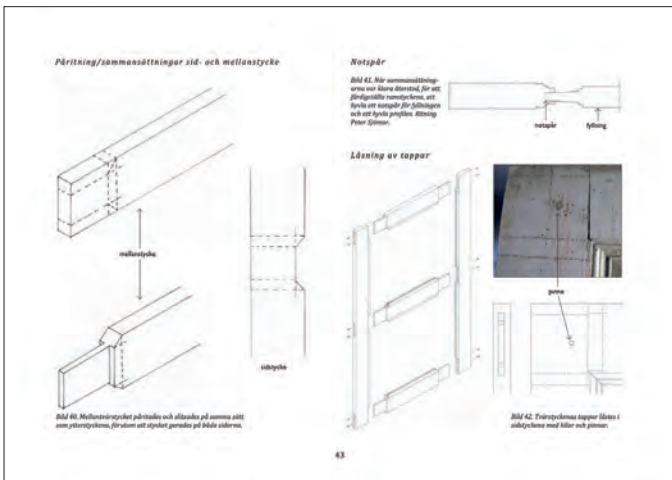 Påritning/sammansättningar sid- och mellanstycke
mellanstycke
sidstycke
Bild 40. Mellantvärstycket påritades och slitsades på samma sätt
som ytterstyckena, förutom att stycket gerades på båda sidorna.
Notspår
Bild 41. När sammansättning-
arna var klara återstod, för att
färdigställa ramstyckena, att
hyvla ett notspår för fyllningen
och att hyvla profilen. Ritning
Peter Sjömar.
notspår
fyllning
Låsning av tappar
pinne
Bild 42. Tvärstyckenas tappar låstes i
sidstyckena med kilar och pinnar.
43